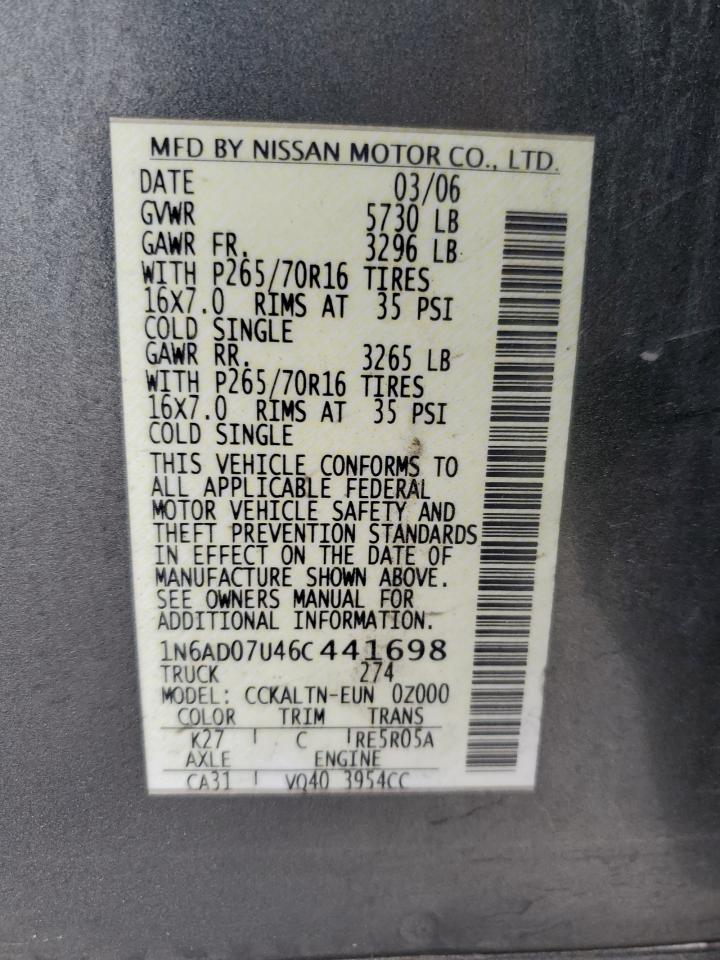 MFD BY NISSAN MOTOR CO., LTD.
DATE 03/06
GVWR 5730 LB
GAWR FR. 3296 LB
WITH P265/70R16 TIRES
16X7.0 RIMS AT 35 PSI
COLD SINGLE
GAWR RR. 3265 LB
WITH P265/70R16 TIRES
16X7.0 RIMS AT 35 PSI
COLD SINGLE
THIS VEHICLE CONFORMS TO
ALL APPLICABLE FEDERAL
MOTOR VEHICLE SAFETY AND
THEFT PREVENTION STANDARDS
IN EFFECT ON THE DATE OF
MANUFACTURE SHOWN ABOVE.
SEE OWNERS MANUAL FOR
ADDITIONAL INFORMATION.
1N6AD07U46C441698
TRUCK 274
MODEL: CCKALTN-EUN 0Z000
COLOR TRIM TRANS
K27 C RE5R05A
AXLE ENGINE
CA31 VQ40 3954CC